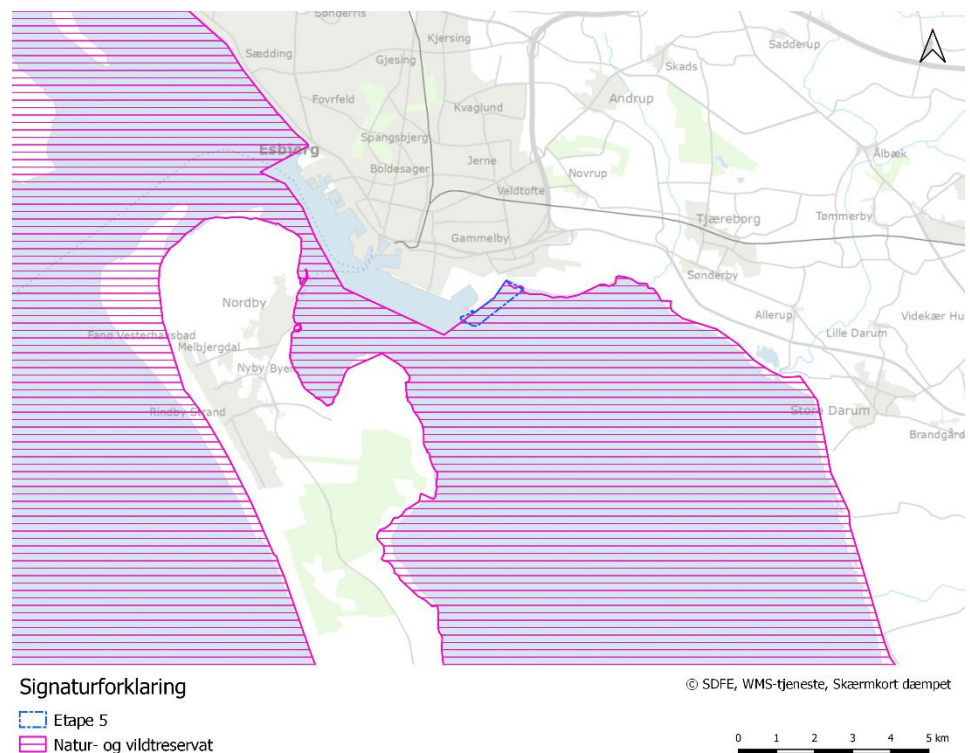 Sønderris
Kjersing
Sædding
Gjesing
Sadderup
Skads
Fovrfeld
Kvaglund
Andrup
Spangsbjerg
Esbjerg
Jerne
Boldesager
Ålbæk
Novrup
Veldtofte
Tjæreborg
Tømmerby
Gammelby
Sønderby
Nordby
Allerup
Videkær Hu
Fanø Vesterhavsbad
Lille Darum
Melbjergdal
Nyby Byer
Rindby Strand
Store Darum
Brandgård
Signaturforklaring
© SDFE, WMS-tjeneste, Skærmkort dæmpet
Etape 5
Natur- og vildtreservat
0 1 2 3 4 5 km